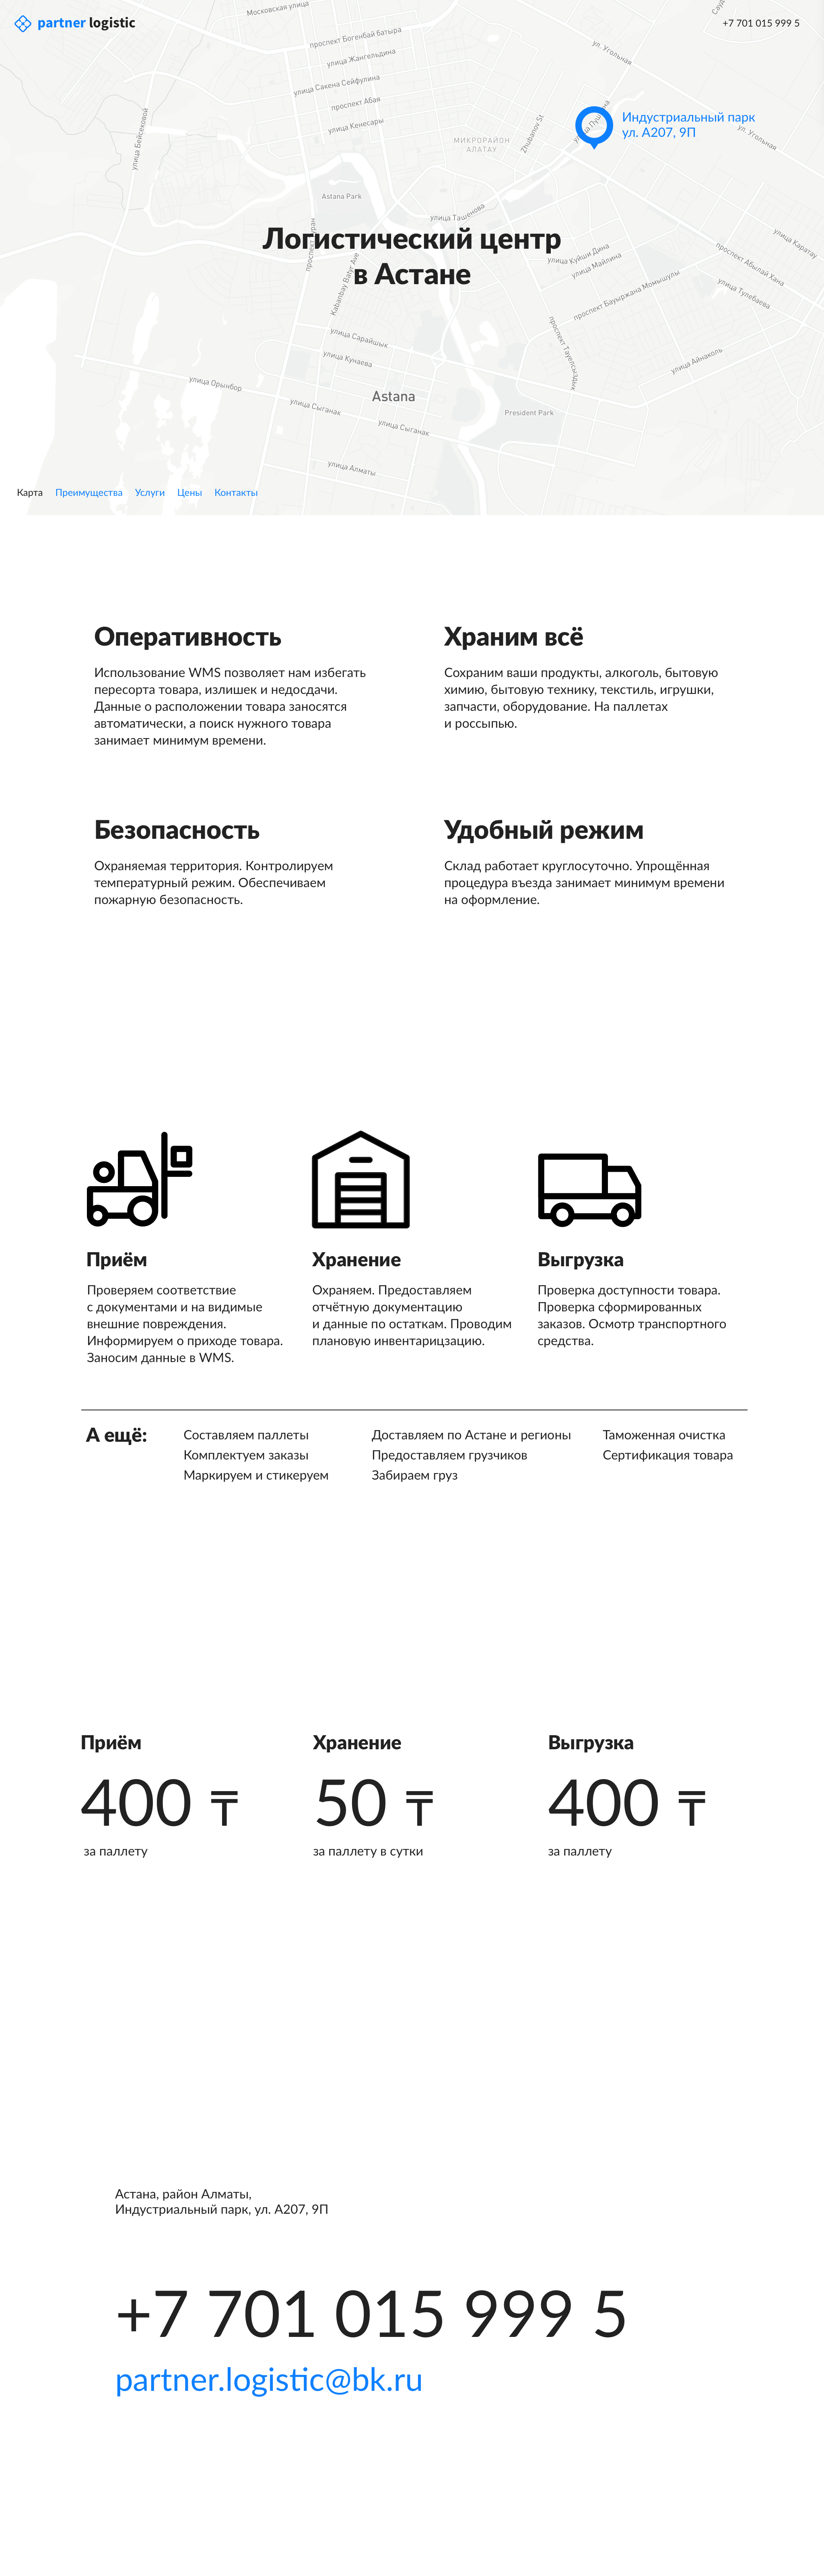 partner logistic
+7 701 015 999 5
Московская улица
проспект Богенбай батыра
улица Жангельдина
улица Сакена Сейфулина
проспект Абая
улица Кенесары
улица Бейсековой
ул. Угольная
Индустриальный парк
ул. А207, 9П
ул. Угольная
МИКРОРАЙОН
АЛАТАУ
Zhubanov St
Astana Park
улица Ташенова
Логистический центр
в Астане
Kabanbay Batyr Ave
улица Куйши Дина
улица Майлина
проспект Бауыржана Момышулы
проспект Абылай Хана
улица Каратау
улица Тулебаева
улица Сарайшык
улица Кунаева
проспект Тауелсыздык
улица Айнаколь
улица Орынбор
Astana
улица Сыганак
улица Сыганак
President Park
улица Алматы
Карта Преимущества Услуги Цены Контакты
Оперативность
Использование WMS позволяет нам избегать
пересорта товара, излишек и недосдачи.
Данные о расположении товара заносятся
автоматически, а поиск нужного товара
занимает минимум времени.
Храним всё
Сохраним ваши продукты, алкоголь, бытовую
химию, бытовую технику, текстиль, игрушки,
запчасти, оборудование. На паллетах
и россыпью.
Безопасность
Охраняемая территория. Контролируем
температурный режим. Обеспечиваем
пожарную безопасность.
Удобный режим
Склад работает круглосуточно. Упрощённая
процедура въезда занимает минимум времени
на оформление.
Приём
Проверяем соответствие
с документами и на видимые
внешние повреждения.
Информируем о приходе товара.
Заносим данные в WMS.
Хранение
Охраняем. Предоставляем
отчётную документацию
и данные по остаткам. Проводим
плановую инвентарицзацию.
Выгрузка
Проверка доступности товара.
Проверка сформированных
заказов. Осмотр транспортного
средства.
А ещё:
Составляем паллеты
Комплектуем заказы
Маркируем и стикеруем
Доставляем по Астане и регионы
Предоставляем грузчиков
Забираем груз
Таможенная очистка
Сертификация товара
Приём
400 ₸
за паллету
Хранение
50 ₸
за паллету в сутки
Выгрузка
400 ₸
за паллету
Астана, район Алматы,
Индустриальный парк, ул. А207, 9П
+7 701 015 999 5
partner.logistic@bk.ru